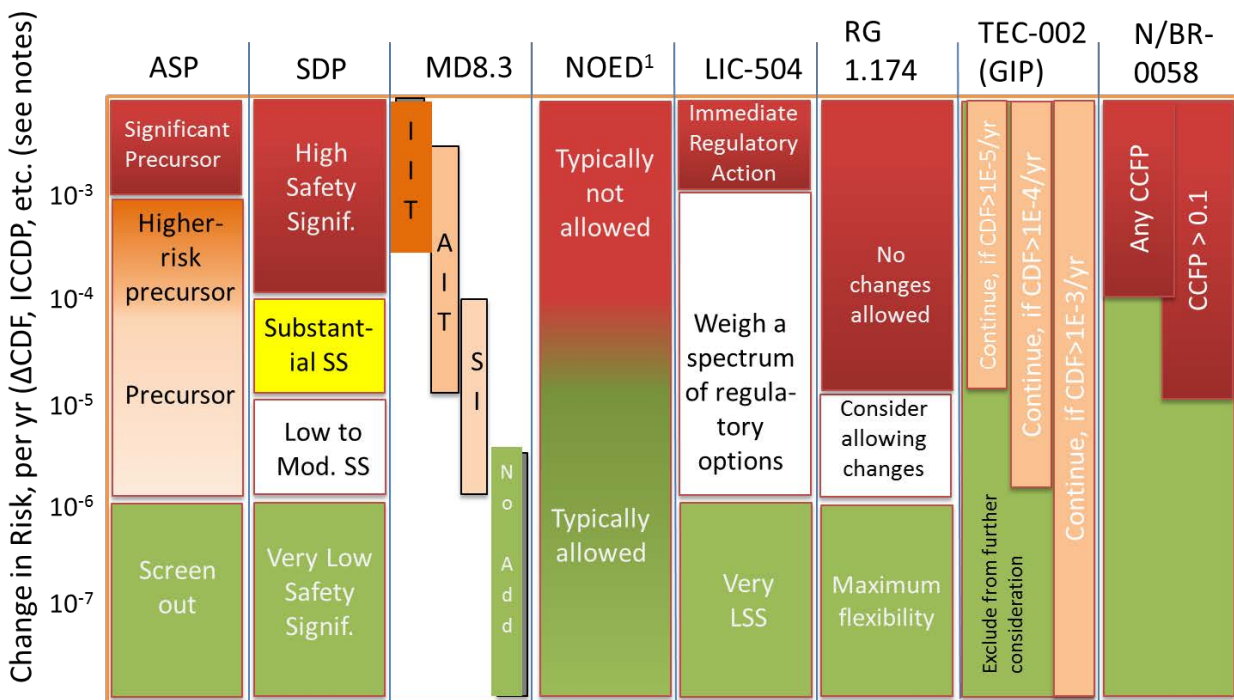 Change in Risk, per yr (ΔCDF, ICCDP, etc. (see notes)
ASP
SDP
MD8.3
NOED¹
LIC-504
RG
1.174
TEC-002
(GIP)
N/BR-
0058
10⁻³
10⁻⁴
10⁻⁵
10⁻⁶
10⁻⁷
Significant
Precursor
Higher-
risk
precursor
Precursor
Screen
out
High
Safety
Signif.
Substant-
ial SS
Low to
Mod. SS
Very Low
Safety
Signif.
I
I
T
A
I
T
S
I
N
o
A
d
d
Typically
not
allowed
Typically
allowed
Immediate
Regulatory
Action
Weigh a
spectrum
of regula-
tory
options
Very
LSS
No
changes
allowed
Consider
allowing
changes
Maximum
flexibility
Continue, if CDF>1E-5/yr
Continue, if CDF>1E-4/yr
Continue, if CDF>1E-3/yr
Exclude from further
consideration
Any CCFP
CCFP > 0.1